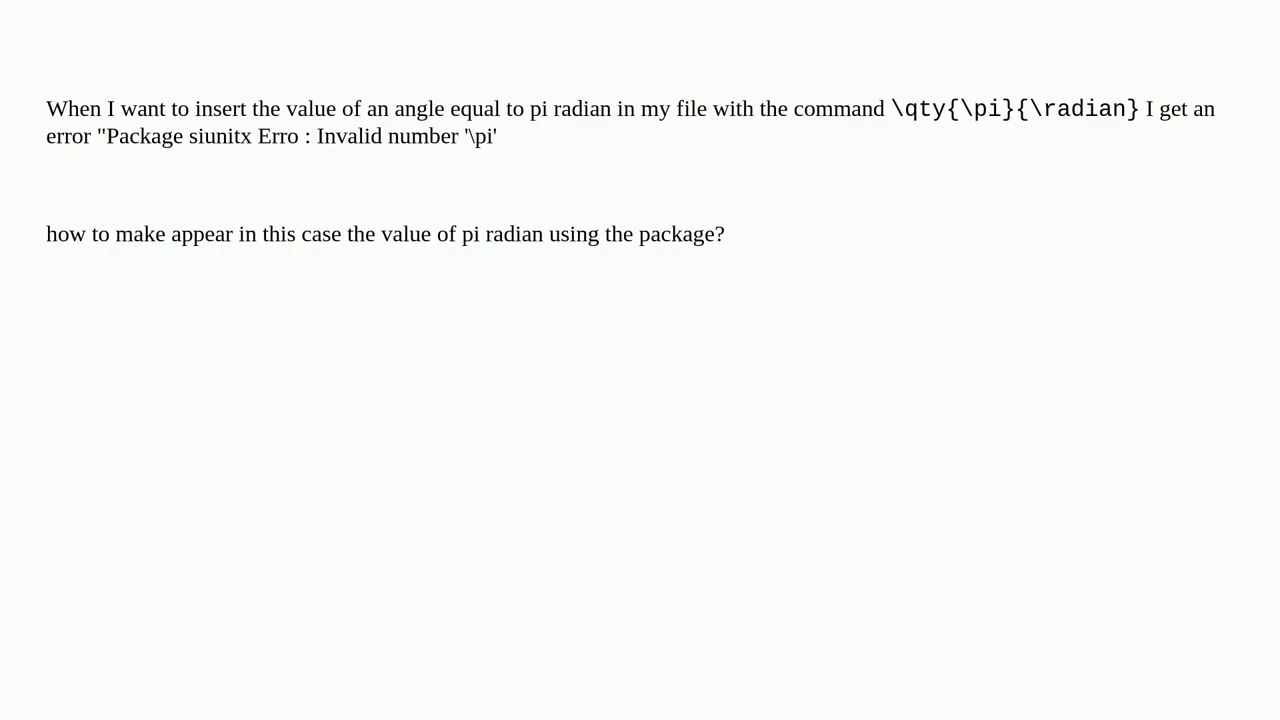 When I want to insert the value of an angle equal to pi radian in my file with the command \qty{\pi}{\radian} I get an
error "Package siunitx Erro : Invalid number '\pi'
how to make appear in this case the value of pi radian using the package?